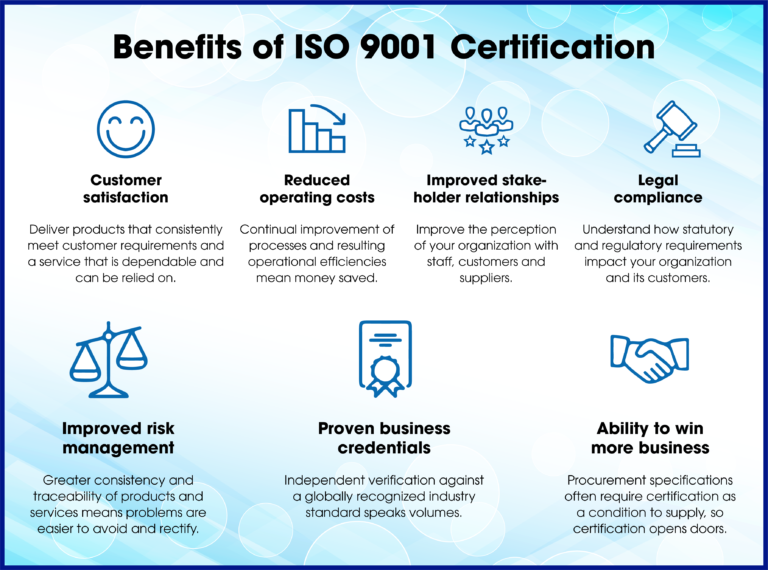 Benefits of ISO 9001 Certification
Customer
satisfaction
Deliver products that consistently
meet customer requirements and
a service that is dependable and
can be relied on.
Reduced
operating costs
Continual improvement of
processes and resulting
operational efficiencies
mean money saved.
Improved stake-
holder relationships
Improve the perception
of your organization with
staff, customers and
suppliers.
Legal
compliance
Understand how statutory
and regulatory requirements
impact your organization
and its customers.
Improved risk
management
Greater consistency and
traceability of products and
services means problems are
easier to avoid and rectify.
Proven business
credentials
Independent verification against
a globally recognized industry
standard speaks volumes.
Ability to win
more business
Procurement specifications
often require certification as
a condition to supply, so
certification opens doors.